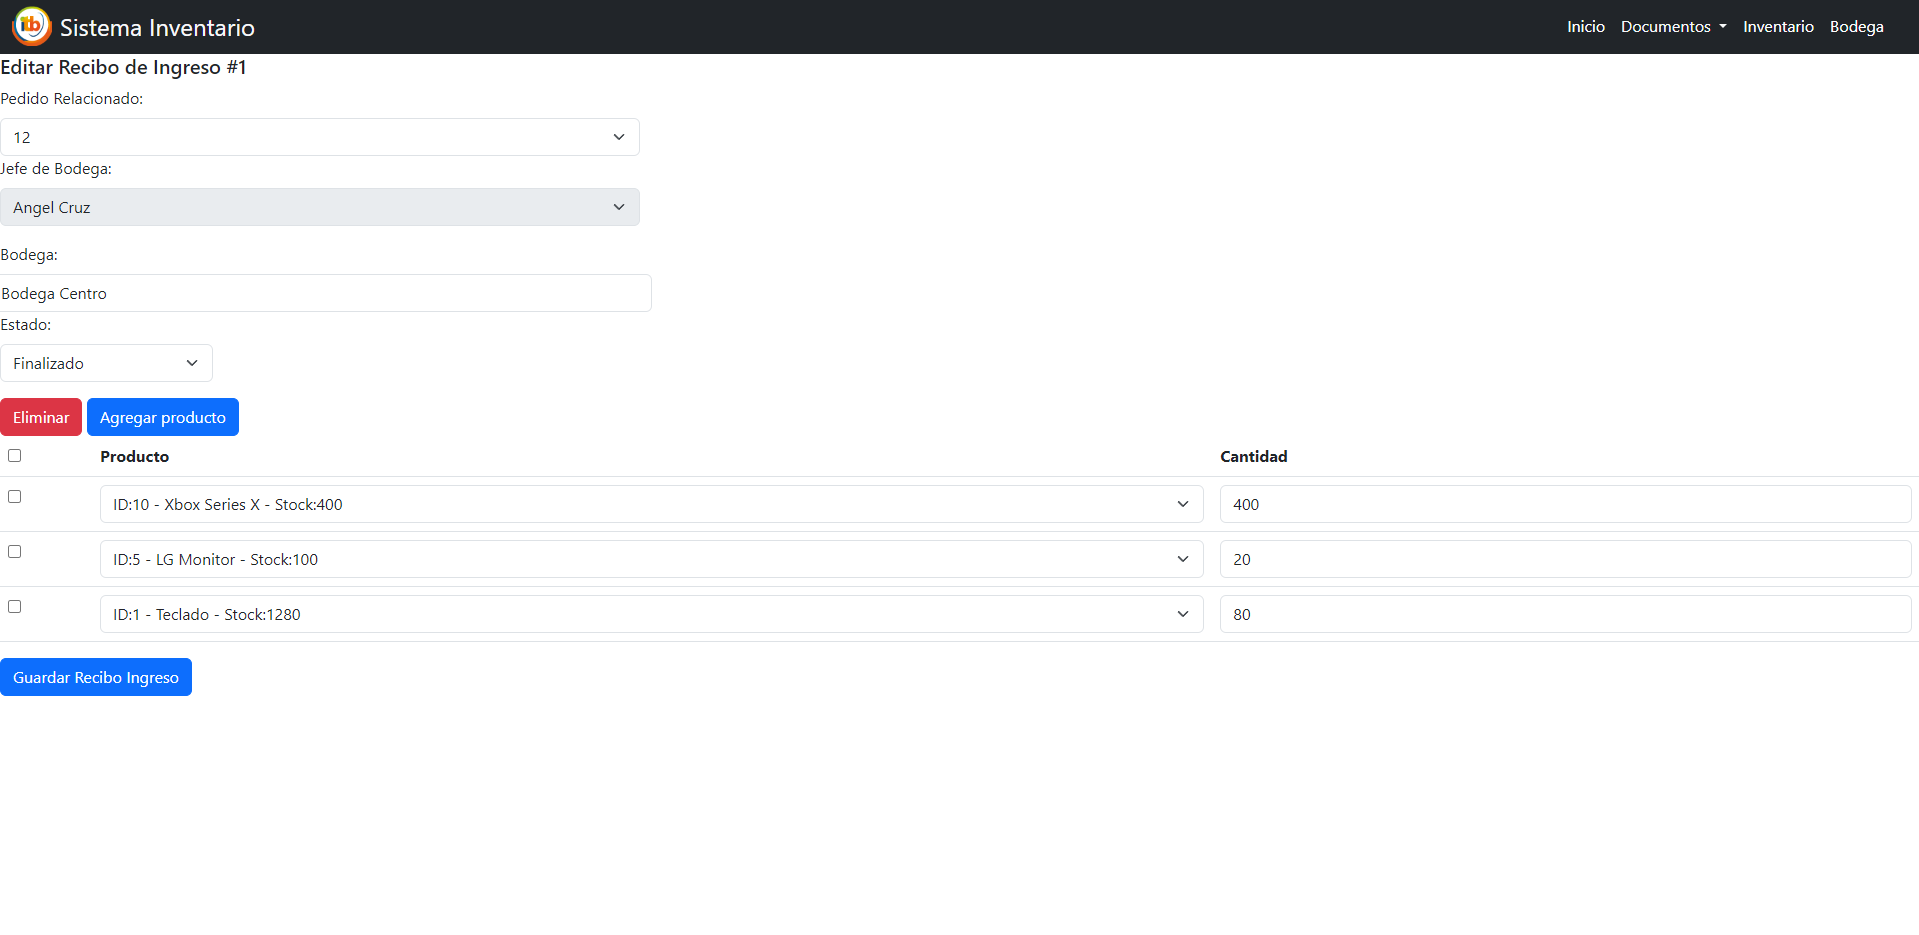 itb Sistema Inventario Inicio Documentos Inventario Bodega
Editar Recibo de Ingreso #1
Pedido Relacionado:
12
Jefe de Bodega:
Angel Cruz
Bodega:
Bodega Centro
Estado:
Finalizado
Eliminar Agregar producto
Producto Cantidad
ID:10 - Xbox Series X - Stock:400 400
ID:5 - LG Monitor - Stock:100 20
ID:1 - Teclado - Stock:1280 80
Guardar Recibo Ingreso